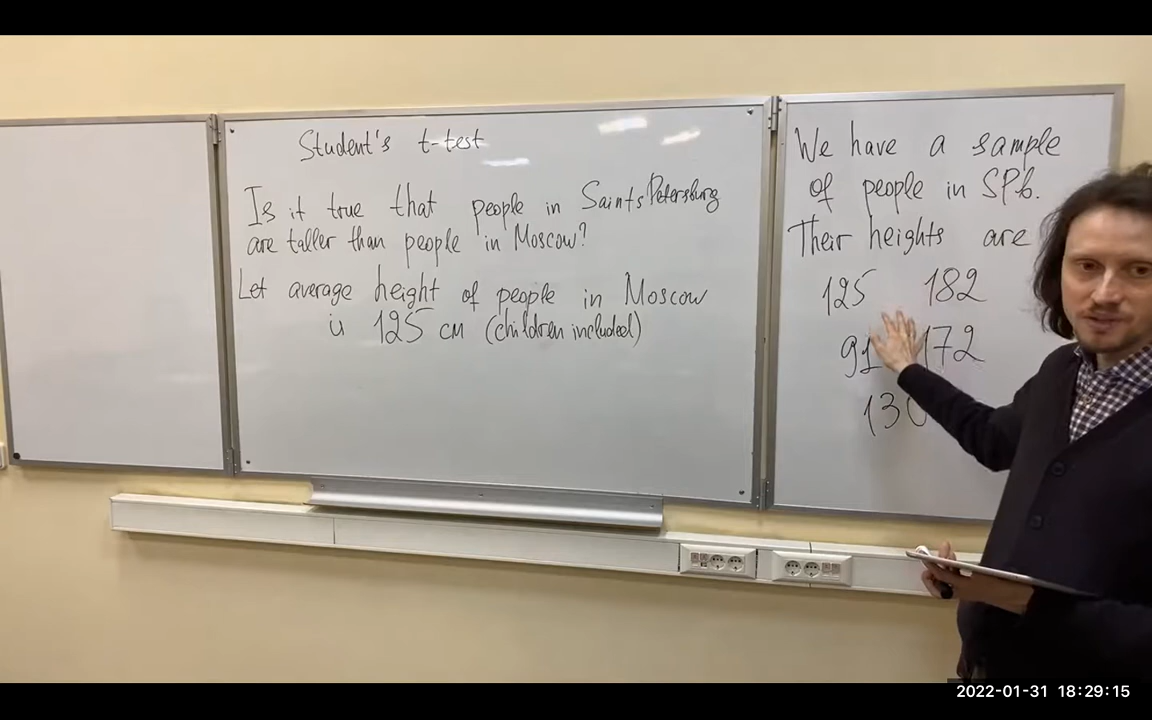 Student's t-test
Is it true that people in Saints Petersburg
are taller than people in Moscow?
Let average height of people in Moscow
is 125 cm (children included)
We have a sample
of people in SPb.
Their heights are
125 182
91 172
130
2022-01-31 18:29:15